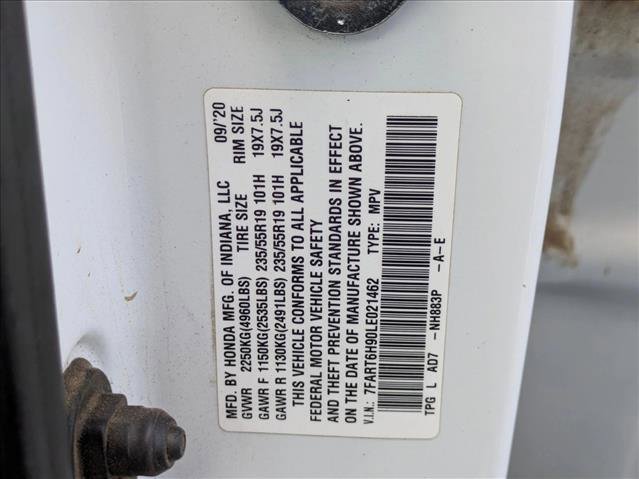 MFD. BY HONDA MFG. OF INDIANA, LLC 09/'20
GVWR 2250KG(4960LBS) TIRE SIZE RIM SIZE
GAWR F 1150KG(2535LBS) 235/55R19 101H 19X7.5J
GAWR R 1130KG(2491LBS) 235/55R19 101H 19X7.5J
THIS VEHICLE CONFORMS TO ALL APPLICABLE
FEDERAL MOTOR VEHICLE SAFETY
AND THEFT PREVENTION STANDARDS IN EFFECT
ON THE DATE OF MANUFACTURE SHOWN ABOVE.
V.I.N.: 7FART6H90LE021462 TYPE: MPV
TPG L AD7 -NH883P -A-E